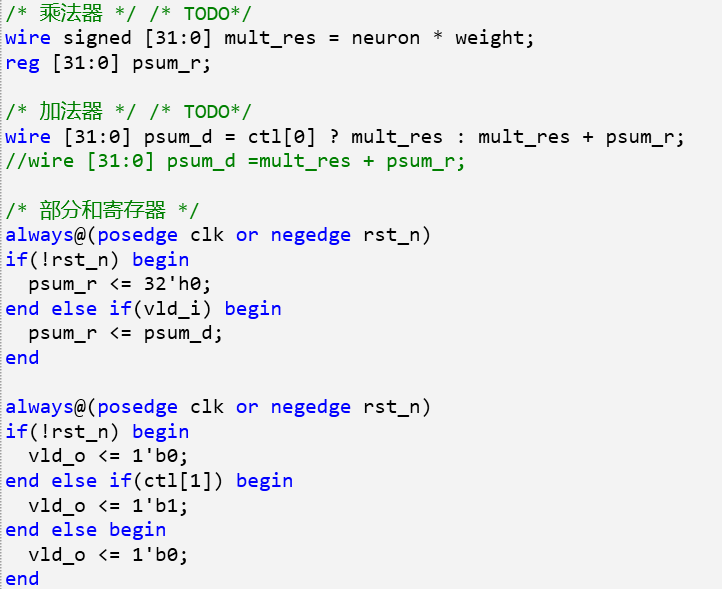 /* 乘法器 */ /* TODO*/
wire signed [31:0] mult_res = neuron * weight;
reg [31:0] psum_r;
/* 加法器 */ /* TODO*/
wire [31:0] psum_d = ctl[0] ? mult_res : mult_res + psum_r;
//wire [31:0] psum_d =mult_res + psum_r;
/* 部分和寄存器 */
always@(posedge clk or negedge rst_n)
if(!rst_n) begin
  psum_r <= 32'h0;
end else if(vld_i) begin
  psum_r <= psum_d;
end
always@(posedge clk or negedge rst_n)
if(!rst_n) begin
  vld_o <= 1'b0;
end else if(ctl[1]) begin
  vld_o <= 1'b1;
end else begin
  vld_o <= 1'b0;
end